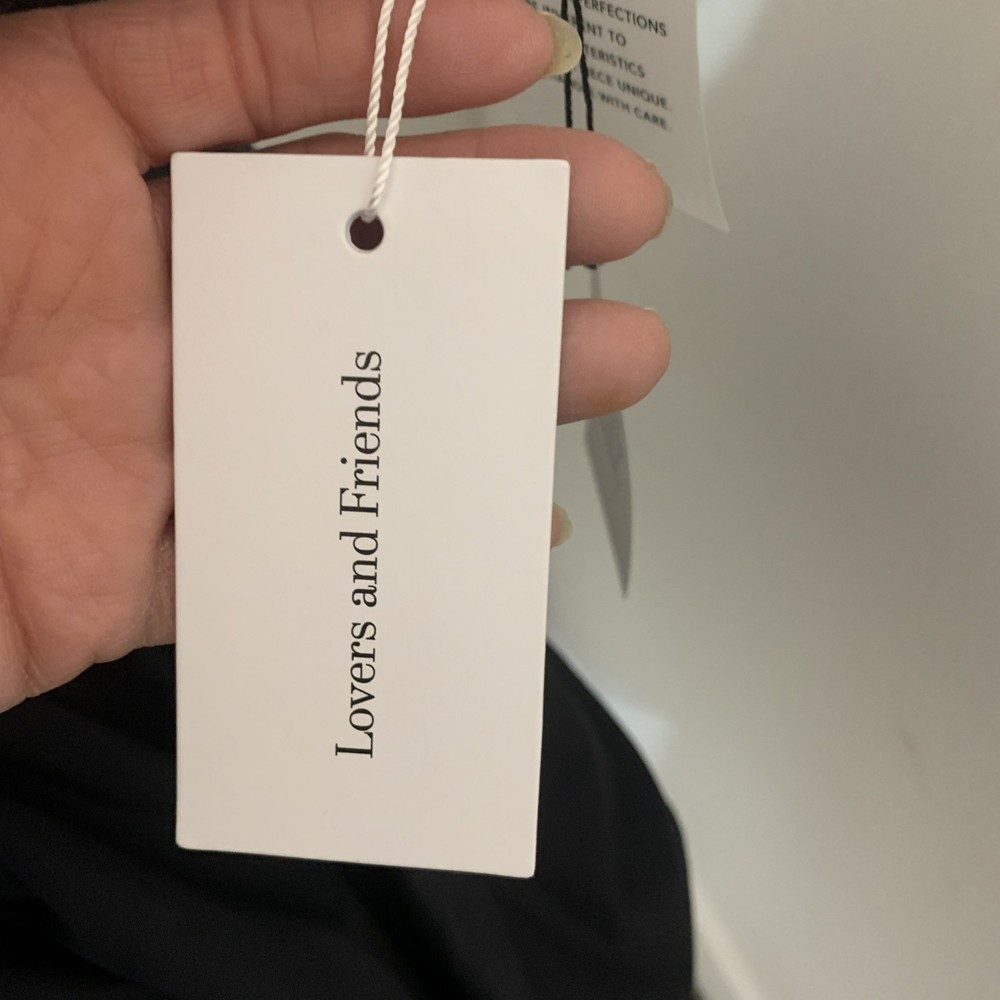 ERFECTIONS
NT TO
TERISTICS
ECE UNIQUE.
WITH CARE.
Lovers and Friends